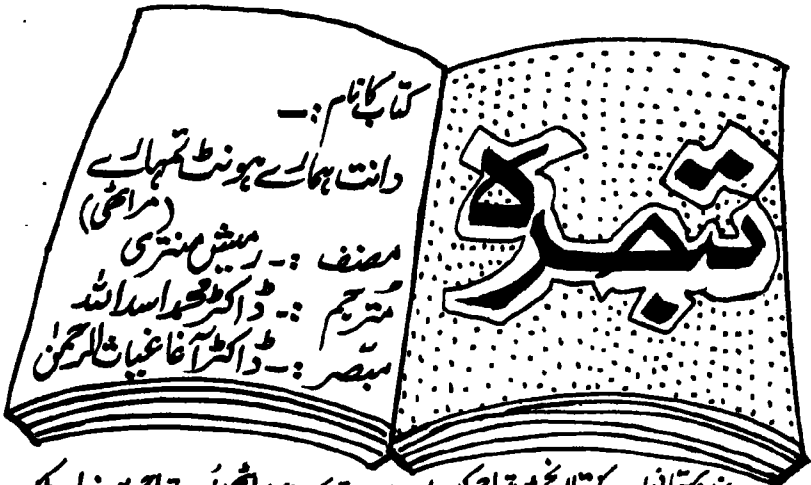 تبصرہ
کتاب کا نام :۔
دانت ہمارے ہونٹ تمہارے
(مراٹھی)
مصنف :۔ رمیش منتری
مترجم :۔ ڈاکٹر محمد اسد اللہ
مبصر :۔ ڈاکٹر آغا غیاث الرحمٰن